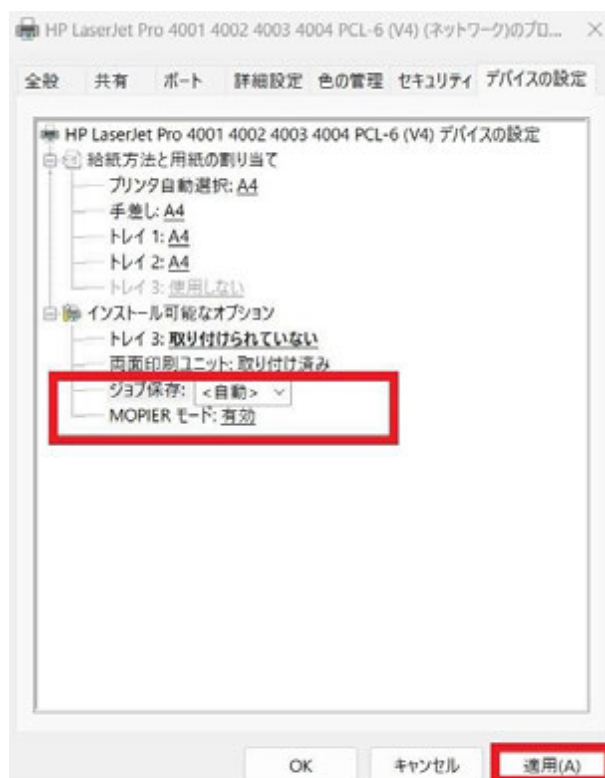 HP LaserJet Pro 4001 4002 4003 4004 PCL-6 (V4) (ネットワーク)のプロ...
全般 共有 ポート 詳細設定 色の管理 セキュリティ デバイスの設定
HP LaserJet Pro 4001 4002 4003 4004 PCL-6 (V4) デバイスの設定
給紙方法と用紙の割り当て
プリンタ自動選択: A4
手差し: A4
トレイ 1: A4
トレイ 2: A4
トレイ 3: 使用しない
インストール可能なオプション
トレイ 3: 取り付けられていない
両面印刷ユニット: 取り付け済み
ジョブ保存: <自動>
MOPIER モード: 有効
OK キャンセル 適用(A)